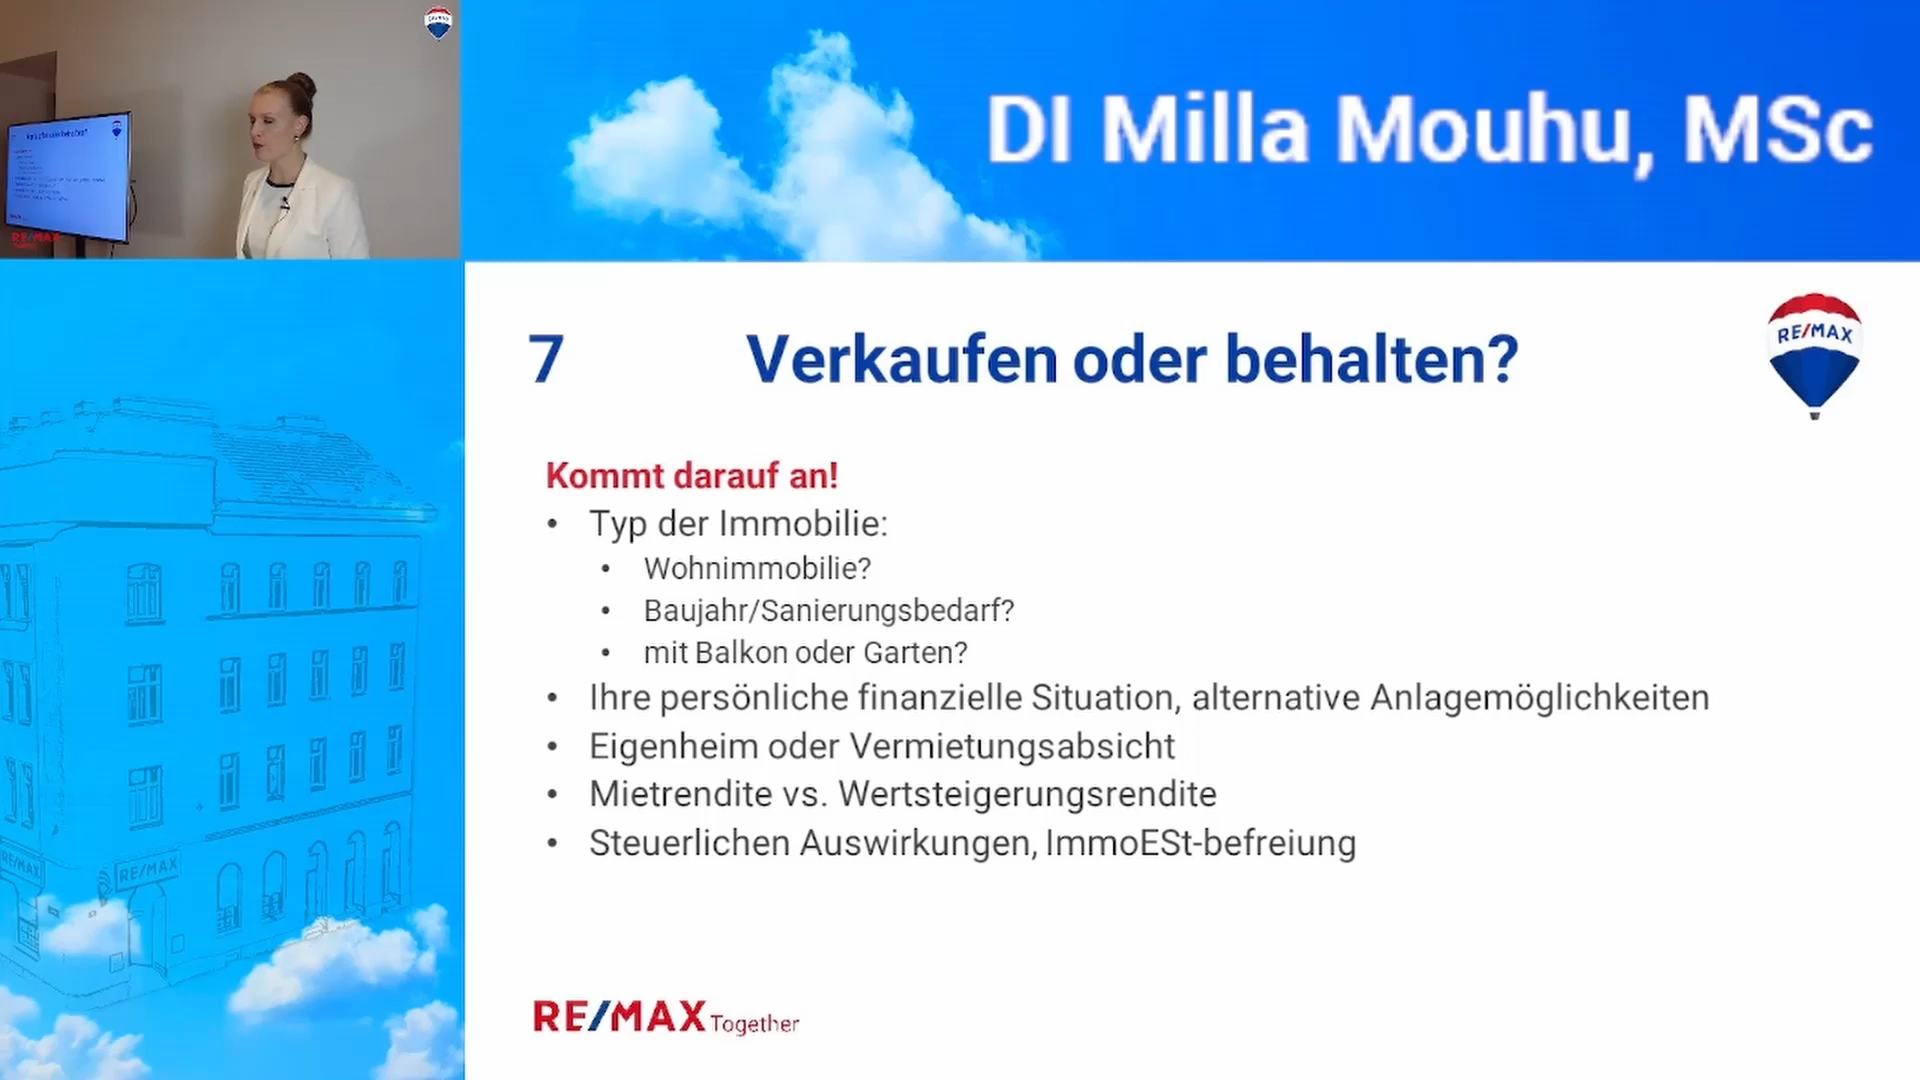 DI Milla Mouhu, MSc
7 Verkaufen oder behalten?
RE/MAX
Kommt darauf an!
• Typ der Immobilie:
• Wohnimmobilie?
• Baujahr/Sanierungsbedarf?
• mit Balkon oder Garten?
• Ihre persönliche finanzielle Situation, alternative Anlagemöglichkeiten
• Eigenheim oder Vermietungsabsicht
• Mietrendite vs. Wertsteigerungsrendite
• Steuerlichen Auswirkungen, ImmoESt-befreiung
RE/MAX Together
RE/MAX
RE/MAX
RE/MAX